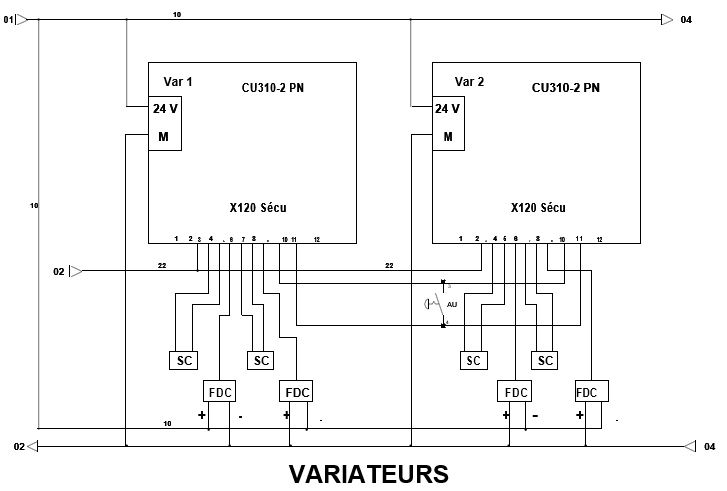 01 10 04
Var 1 CU310-2 PN Var 2 CU310-2 PN
24 V 24 V
M M
10 X120 Sécu X120 Sécu
1 2 3 4 . 6 7 8 . 10 11 12 1 2 . 4 5 6 . 8 . 10 11 12
02 22 22
3
AU
4
SC SC SC SC
FDC FDC FDC FDC
+ - + . + - + .
10
02 04
VARIATEURS